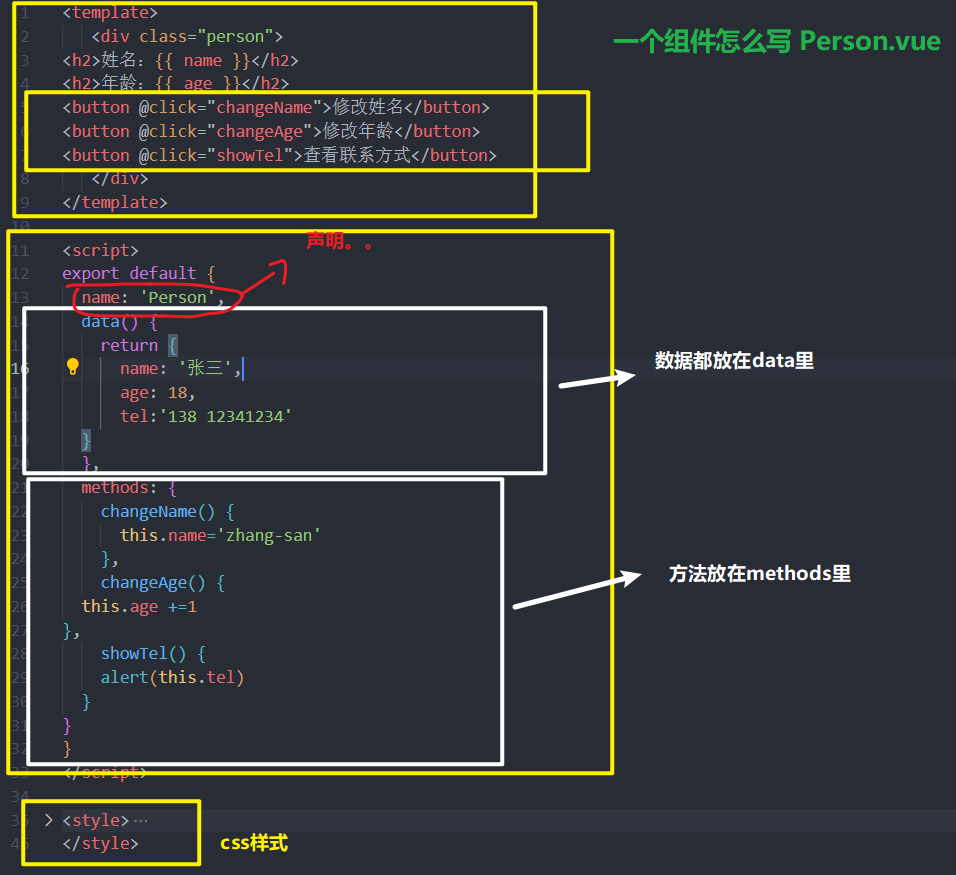 1 <template>
2 <div class="person">
一个组件怎么写 Person.vue
3 <h2>姓名：{{ name }}</h2>
4 <h2>年龄：{{ age }}</h2>
<button @click="changeName">修改姓名</button>
6 <button @click="changeAge">修改年龄</button>
7 <button @click="showTel">查看联系方式</button>
8 </div>
9 </template>
10
声明。。
11 <script>
12 export default {
13 name: 'Person',
14 data() {
15 return {
数据都放在data里
16 name: '张三',
17 age: 18,
18 tel:'138 12341234'
19 }
20 },
21 methods: {
22 changeName() {
23 this.name='zhang-san'
24 },
方法放在methods里
25 changeAge() {
26 this.age +=1
27 },
28 showTel() {
29 alert(this.tel)
30 }
31 }
32 }
33 </script>
34
35 > <style>…
css样式
46 </style>